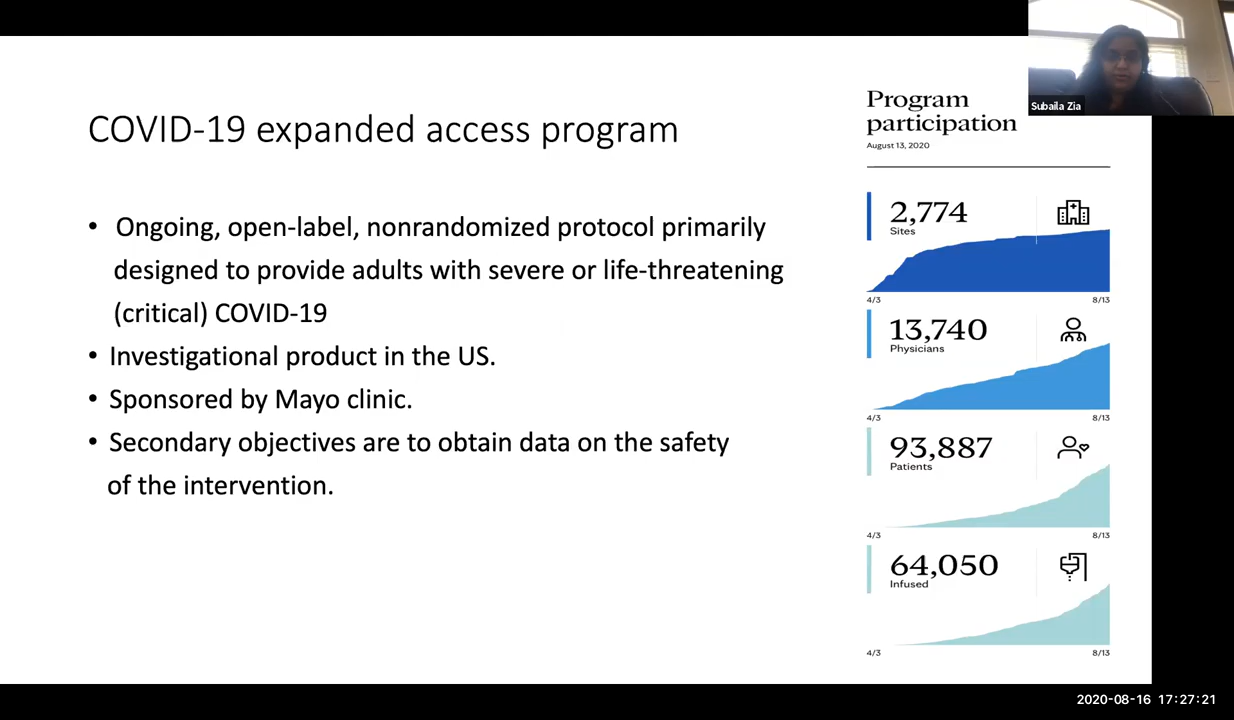 COVID-19 expanded access program
• Ongoing, open-label, nonrandomized protocol primarily
designed to provide adults with severe or life-threatening
(critical) COVID-19
• Investigational product in the US.
• Sponsored by Mayo clinic.
• Secondary objectives are to obtain data on the safety
of the intervention.
Program
participation
August 13, 2020
2,774
Sites
4/3 8/13
13,740
Physicians
4/3 8/13
93,887
Patients
4/3 8/13
64,050
Infused
4/3 8/13
Subaila Zia
2020-08-16 17:27:21